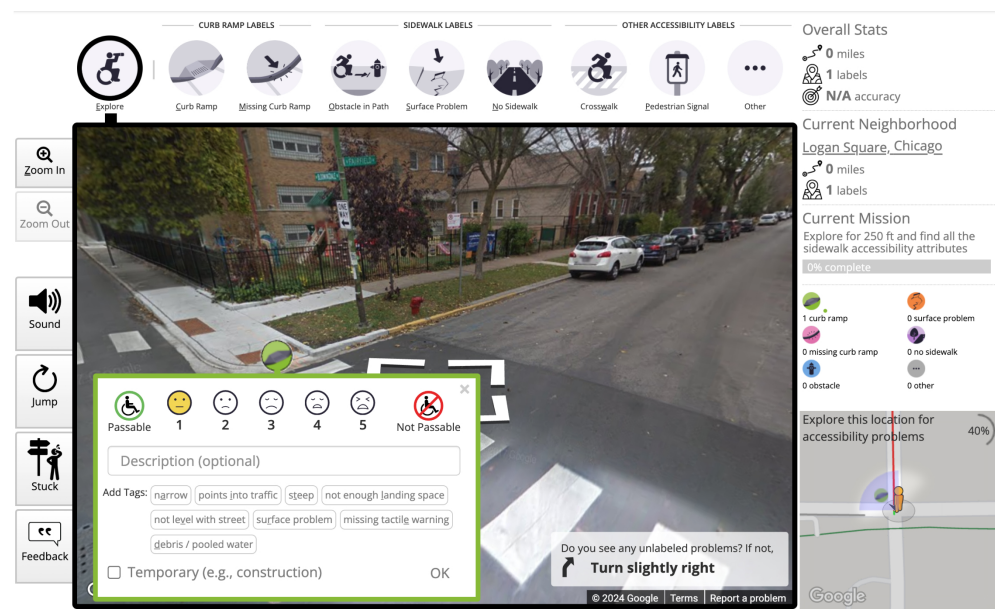 CURB RAMP LABELS
SIDEWALK LABELS
OTHER ACCESSIBILITY LABELS
Explore
Curb Ramp
Missing Curb Ramp
Obstacle in Path
Surface Problem
No Sidewalk
Crosswalk
Pedestrian Signal
Other
Overall Stats
0 miles
1 labels
N/A accuracy
Current Neighborhood
Logan Square, Chicago
0 miles
1 labels
Current Mission
Explore for 250 ft and find all the
sidewalk accessibility attributes
0% complete
1 curb ramp
0 surface problem
0 missing curb ramp
0 no sidewalk
0 obstacle
0 other
Explore this location for
accessibility problems
40%
Google
Zoom In
Zoom Out
Sound
Jump
Stuck
Feedback
FAIRFIELD
ONE
WAY
Passable
1
2
3
4
5
Not Passable
×
Description (optional)
Add Tags:
narrow
points into traffic
steep
not enough landing space
not level with street
surface problem
missing tactile warning
debris / pooled water
Temporary (e.g., construction)
OK
Do you see any unlabeled problems? If not,
Turn slightly right
© 2024 Google
Terms
Report a problem